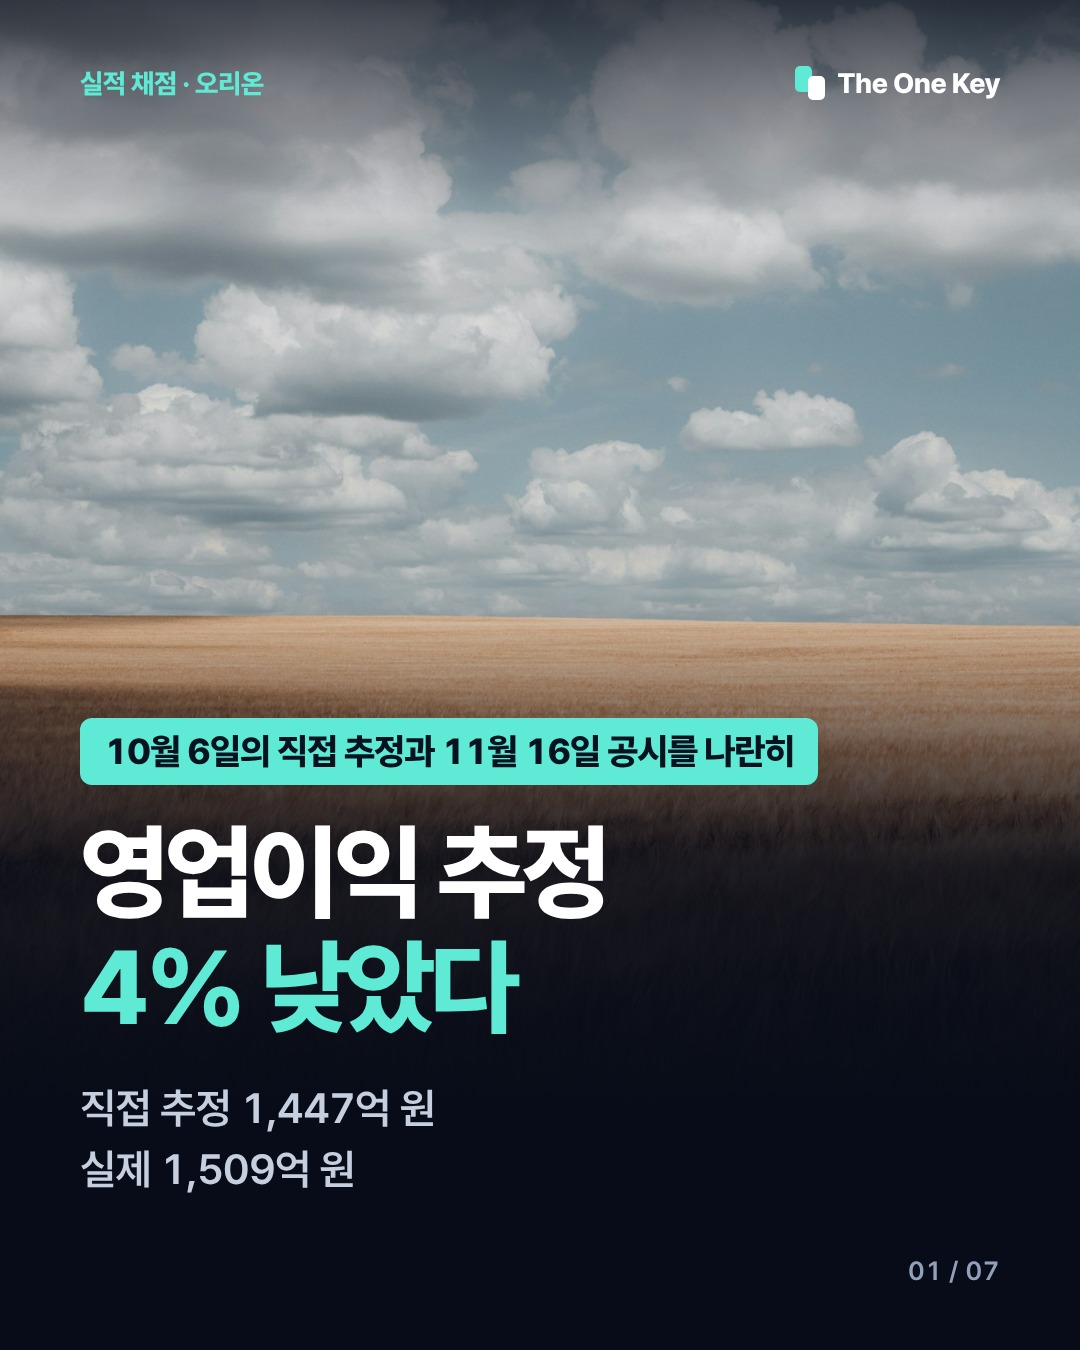 실적 채점 · 오리온
The One Key
10월 6일의 직접 추정과 11월 16일 공시를 나란히
영업이익 추정
4% 낮았다
직접 추정 1,447억 원
실제 1,509억 원
01 / 07